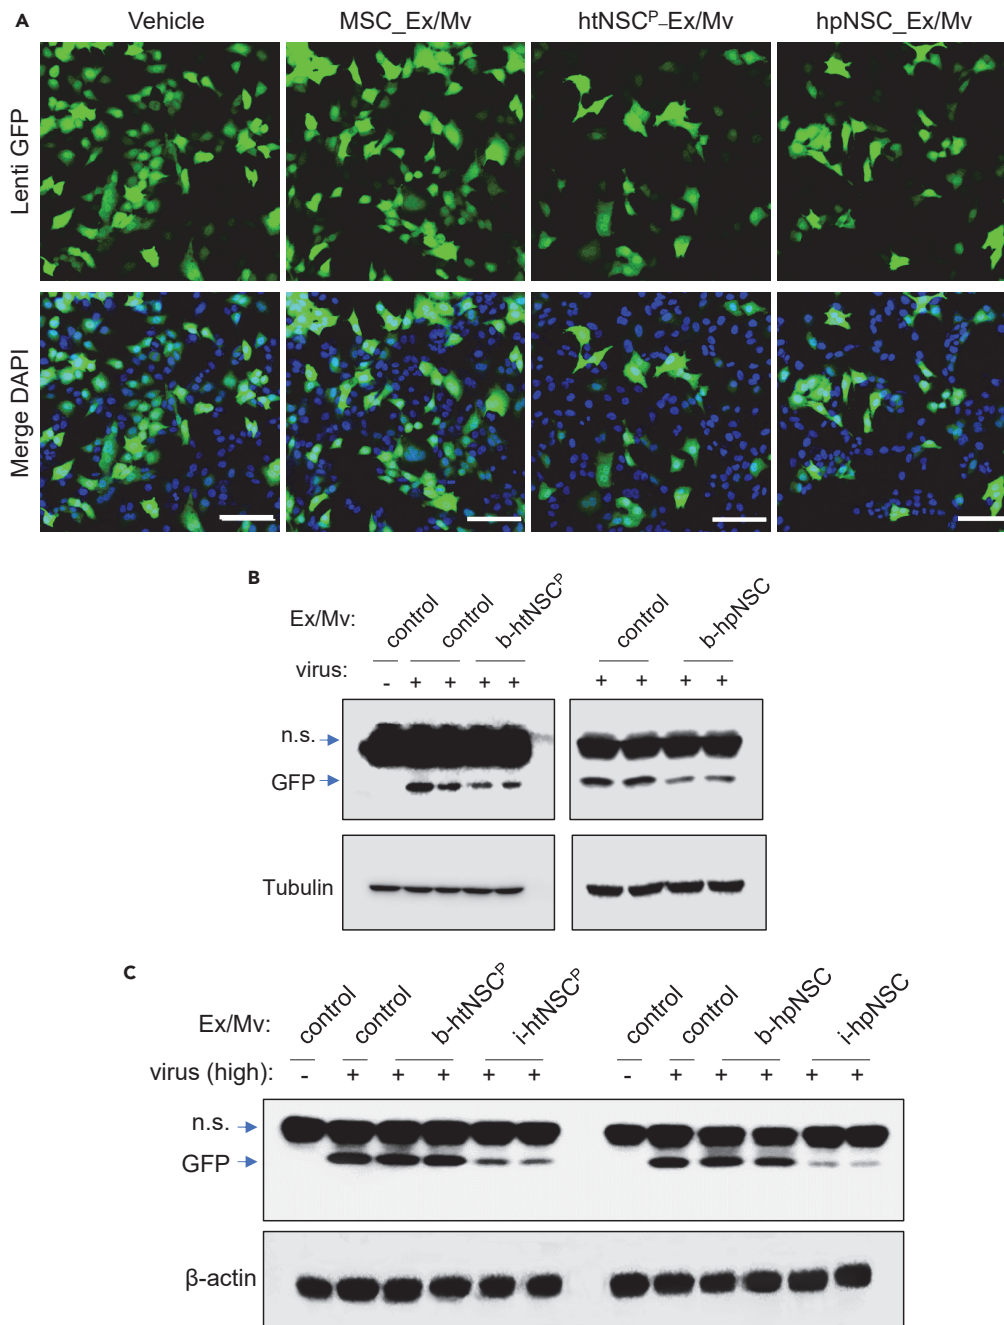 A
Vehicle MSC_Ex/Mv htNSCᴾ–Ex/Mv hpNSC_Ex/Mv
Lenti GFP
Merge DAPI
B
Ex/Mv: control control b-htNSCᴾ control b-hpNSC
virus: - + + + + + + + +
n.s.
GFP
Tubulin
C
Ex/Mv: control control b-htNSCᴾ i-htNSCᴾ control control b-hpNSC i-hpNSC
virus (high): - + + + + + - + + + + +
n.s.
GFP
β-actin